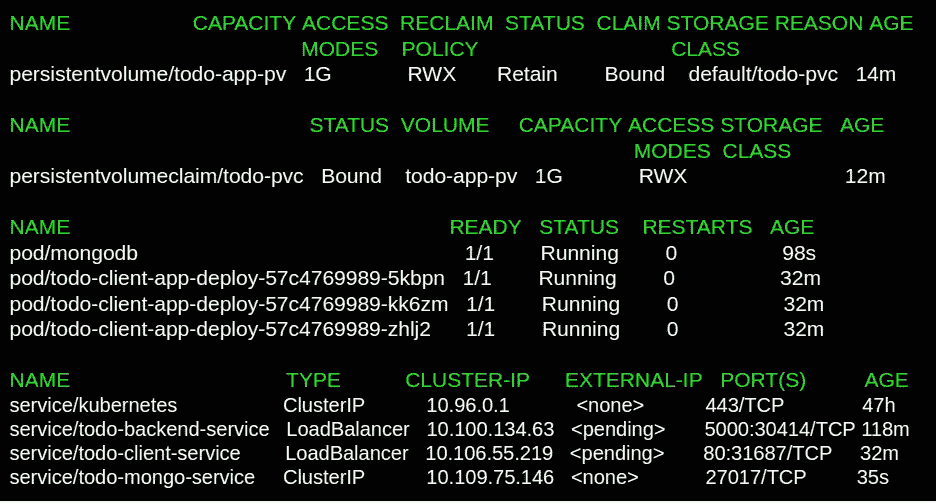 NAME CAPACITY ACCESS RECLAIM STATUS CLAIM STORAGE REASON AGE
MODES POLICY CLASS
persistentvolume/todo-app-pv 1G RWX Retain Bound default/todo-pvc 14m
NAME STATUS VOLUME CAPACITY ACCESS STORAGE AGE
MODES CLASS
persistentvolumeclaim/todo-pvc Bound todo-app-pv 1G RWX 12m
NAME READY STATUS RESTARTS AGE
pod/mongodb 1/1 Running 0 98s
pod/todo-client-app-deploy-57c4769989-5kbpn 1/1 Running 0 32m
pod/todo-client-app-deploy-57c4769989-kk6zm 1/1 Running 0 32m
pod/todo-client-app-deploy-57c4769989-zhlj2 1/1 Running 0 32m
NAME TYPE CLUSTER-IP EXTERNAL-IP PORT(S) AGE
service/kubernetes ClusterIP 10.96.0.1 <none> 443/TCP 47h
service/todo-backend-service LoadBalancer 10.100.134.63 <pending> 5000:30414/TCP 118m
service/todo-client-service LoadBalancer 10.106.55.219 <pending> 80:31687/TCP 32m
service/todo-mongo-service ClusterIP 10.109.75.146 <none> 27017/TCP 35s